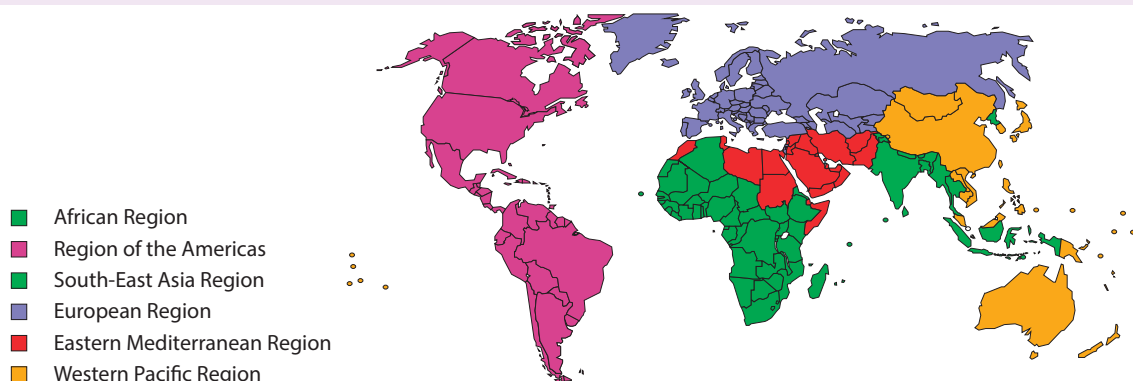 African Region
Region of the Americas
South-East Asia Region
European Region
Eastern Mediterranean Region
Western Pacific Region